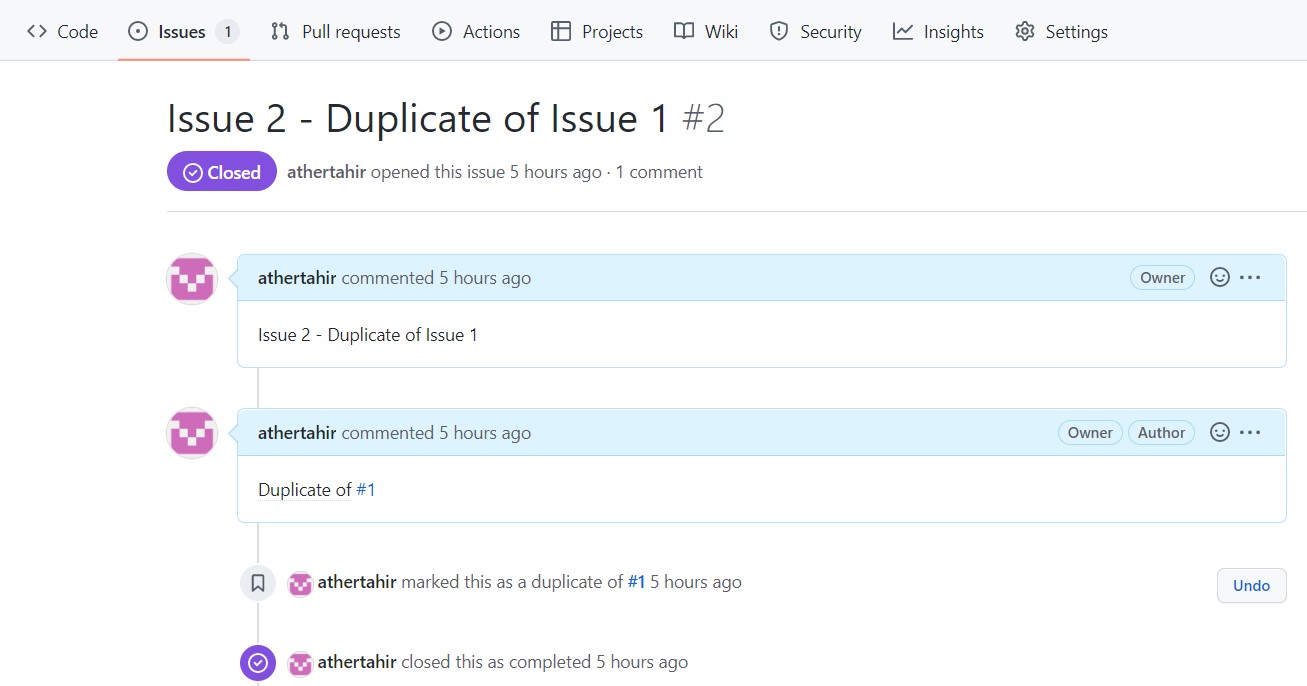 Code Issues 1 Pull requests Actions Projects Wiki Security Insights Settings
Issue 2 - Duplicate of Issue 1 #2
Closed athertahir opened this issue 5 hours ago · 1 comment
athertahir commented 5 hours ago Owner
Issue 2 - Duplicate of Issue 1
athertahir commented 5 hours ago Owner Author
Duplicate of #1
athertahir marked this as a duplicate of #1 5 hours ago Undo
athertahir closed this as completed 5 hours ago